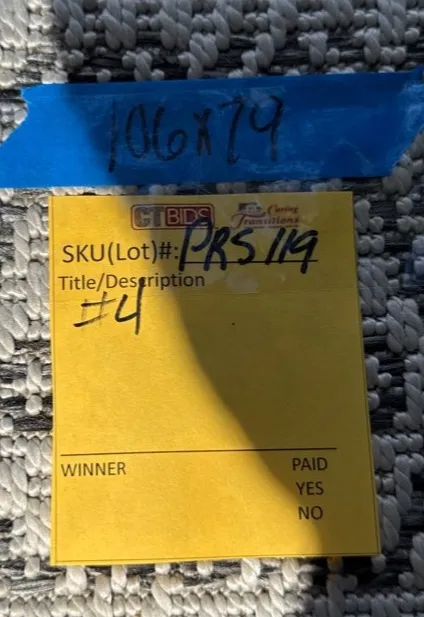 106x79
CTBIDS Caring Transitions
SKU(Lot)#: PRS119
Title/Description
#4
WINNER PAID
YES
NO